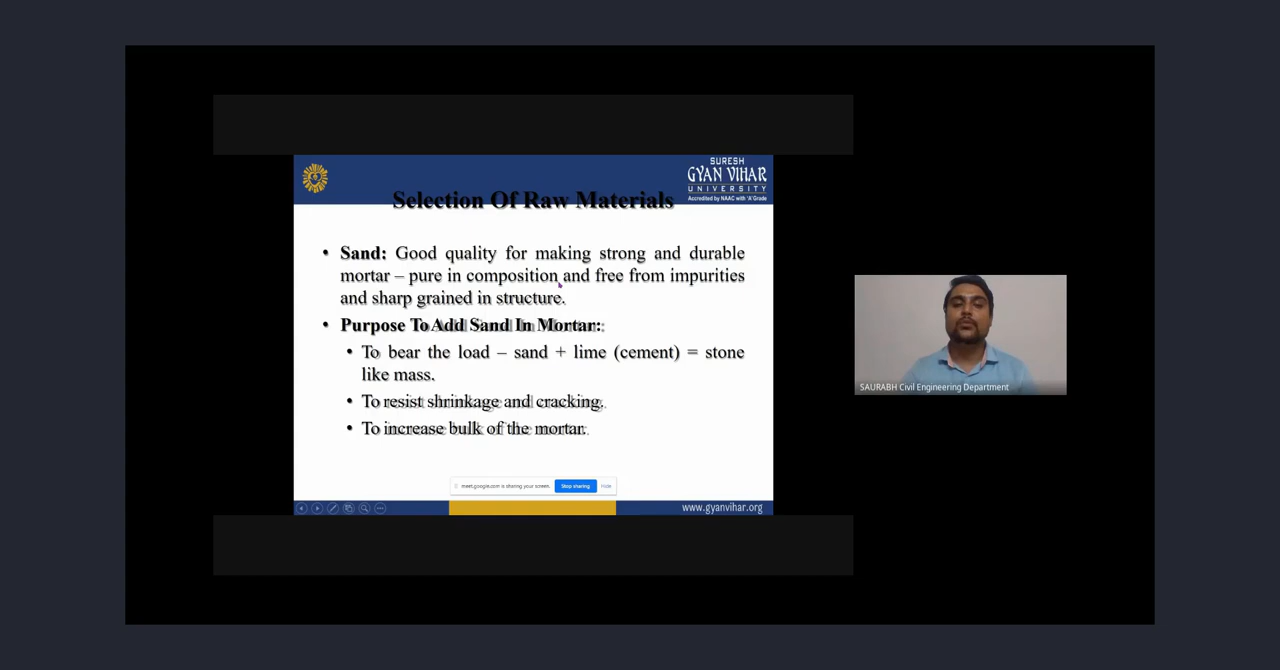 SURESH
GYAN VIHAR
UNIVERSITY
Accredited by NAAC with 'A' Grade
Selection Of Raw Materials
• Sand: Good quality for making strong and durable
mortar – pure in composition and free from impurities
and sharp grained in structure.
• Purpose To Add Sand In Mortar:
• To bear the load – sand + lime (cement) = stone
like mass.
• To resist shrinkage and cracking.
• To increase bulk of the mortar.
meet.google.com is sharing your screen. Stop sharing Hide
www.gyanvihar.org
SAURABH Civil Engineering Department